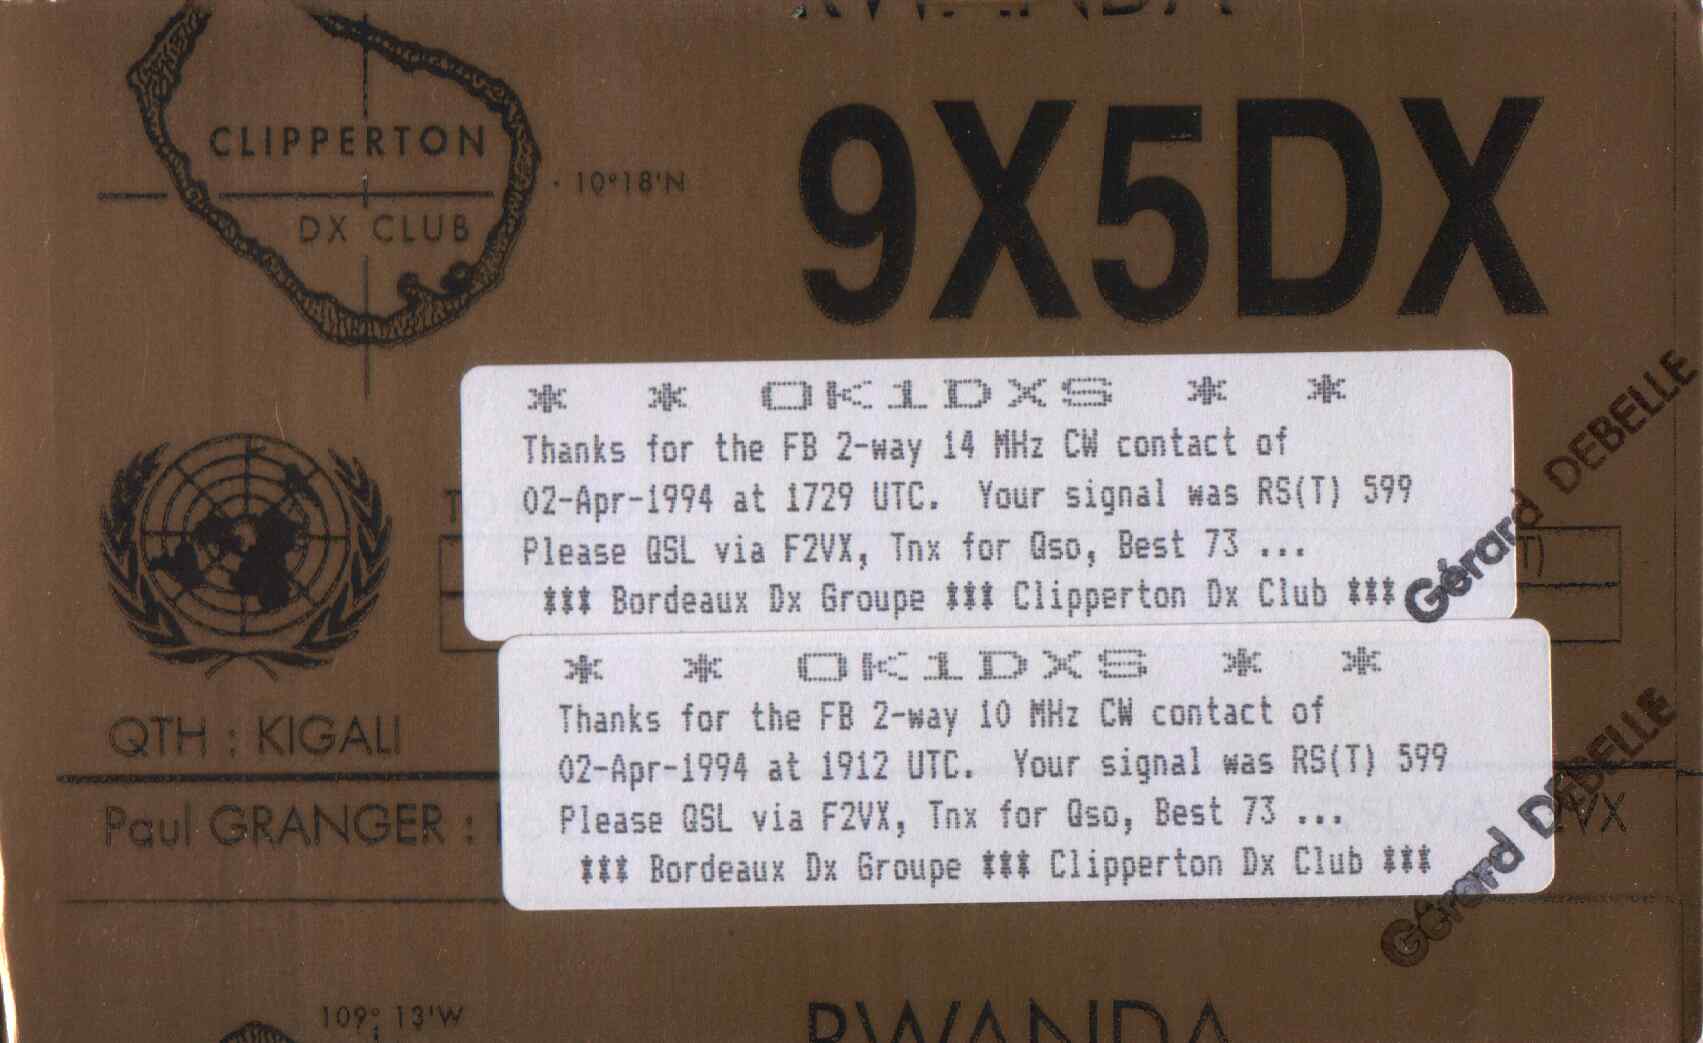 RWANDA
CLIPPERTON
DX CLUB
10°18'N
9X5DX
* * OK1DXS * *
Thanks for the FB 2-way 14 MHz CW contact of
02-Apr-1994 at 1729 UTC. Your signal was RS(T) 599
Please QSL via F2VX, Tnx for Qso, Best 73 ...
*** Bordeaux Dx Groupe *** Clipperton Dx Club ***
Gérard DEBELLE
* * OK1DXS * *
Thanks for the FB 2-way 10 MHz CW contact of
02-Apr-1994 at 1912 UTC. Your signal was RS(T) 599
Please QSL via F2VX, Tnx for Qso, Best 73 ...
*** Bordeaux Dx Groupe *** Clipperton Dx Club ***
Gérard DEBELLE
QTH : KIGALI
Paul GRANGER :
109° 13'W
RWANDA